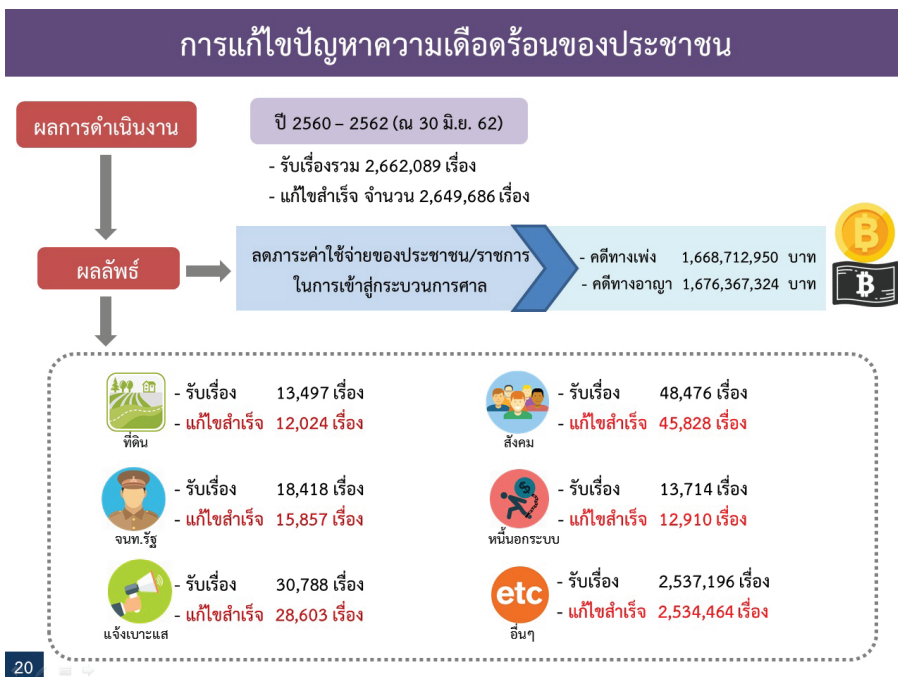 การแก้ไขปัญหาความเดือดร้อนของประชาชน
ผลการดำเนินงาน
ปี 2560 – 2562 (ณ 30 มิ.ย. 62)
- รับเรื่องรวม 2,662,089 เรื่อง
- แก้ไขสำเร็จ จำนวน 2,649,686 เรื่อง
ผลลัพธ์
ลดภาระค่าใช้จ่ายของประชาชน/ราชการ
ในการเข้าสู่กระบวนการศาล
- คดีทางเพ่ง 1,668,712,950 บาท
- คดีทางอาญา 1,676,367,324 บาท
- รับเรื่อง 13,497 เรื่อง
- แก้ไขสำเร็จ 12,024 เรื่อง
ที่ดิน
- รับเรื่อง 48,476 เรื่อง
- แก้ไขสำเร็จ 45,828 เรื่อง
สังคม
- รับเรื่อง 18,418 เรื่อง
- แก้ไขสำเร็จ 15,857 เรื่อง
จนท.รัฐ
- รับเรื่อง 13,714 เรื่อง
- แก้ไขสำเร็จ 12,910 เรื่อง
หนี้นอกระบบ
- รับเรื่อง 30,788 เรื่อง
- แก้ไขสำเร็จ 28,603 เรื่อง
แจ้งเบาะแส
etc
- รับเรื่อง 2,537,196 เรื่อง
- แก้ไขสำเร็จ 2,534,464 เรื่อง
อื่นๆ
20